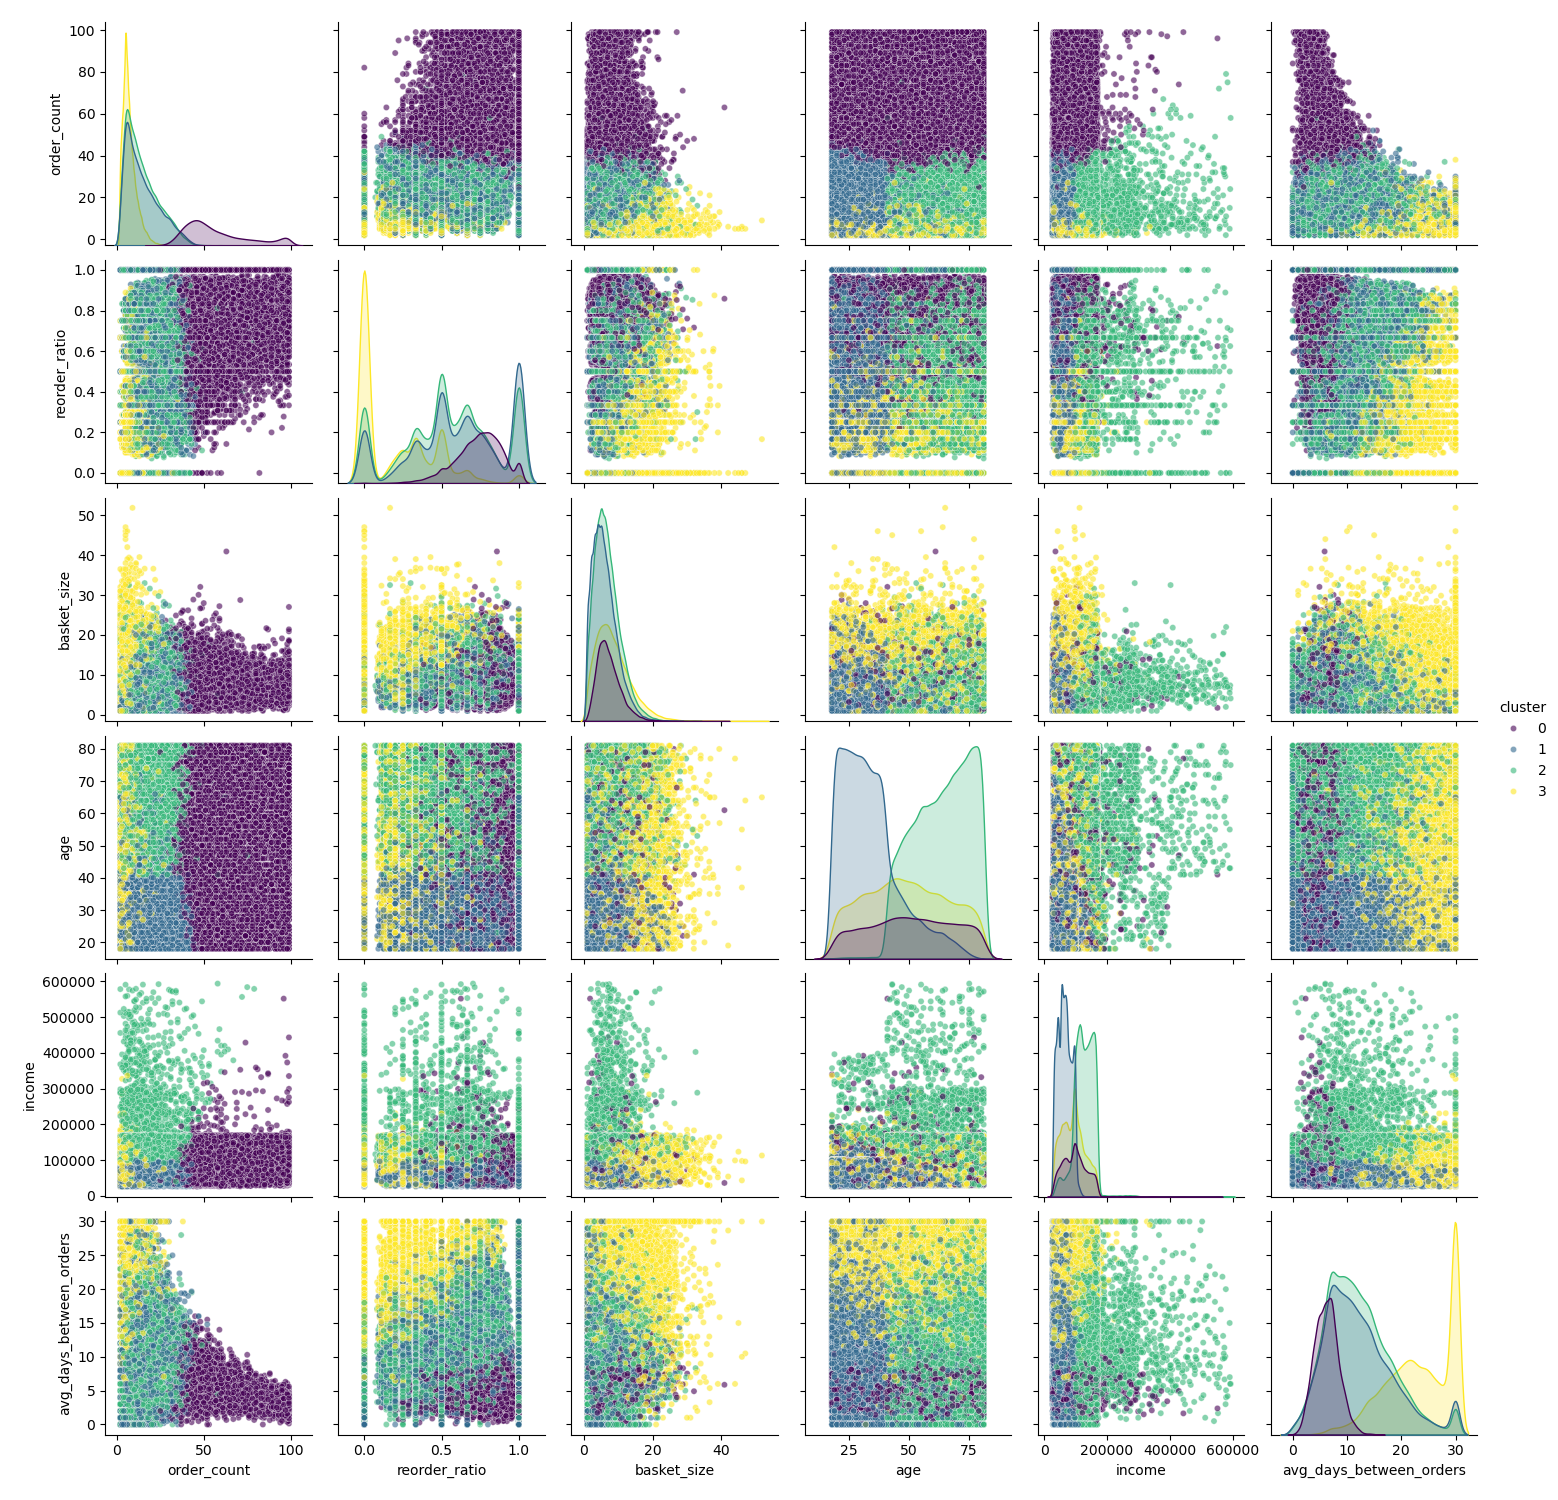 100
80
60
40
20
0
order_count
1.0
0.8
0.6
0.4
0.2
0.0
reorder_ratio
50
40
30
20
10
0
basket_size
cluster
0
1
2
3
80
70
60
50
40
30
20
age
600000
500000
400000
300000
200000
100000
0
income
30
25
20
15
10
5
0
avg_days_between_orders
0 50 100
0.0 0.5 1.0
0 20 40
25 50 75
0 200000 400000 600000
0 10 20 30
order_count
reorder_ratio
basket_size
age
income
avg_days_between_orders